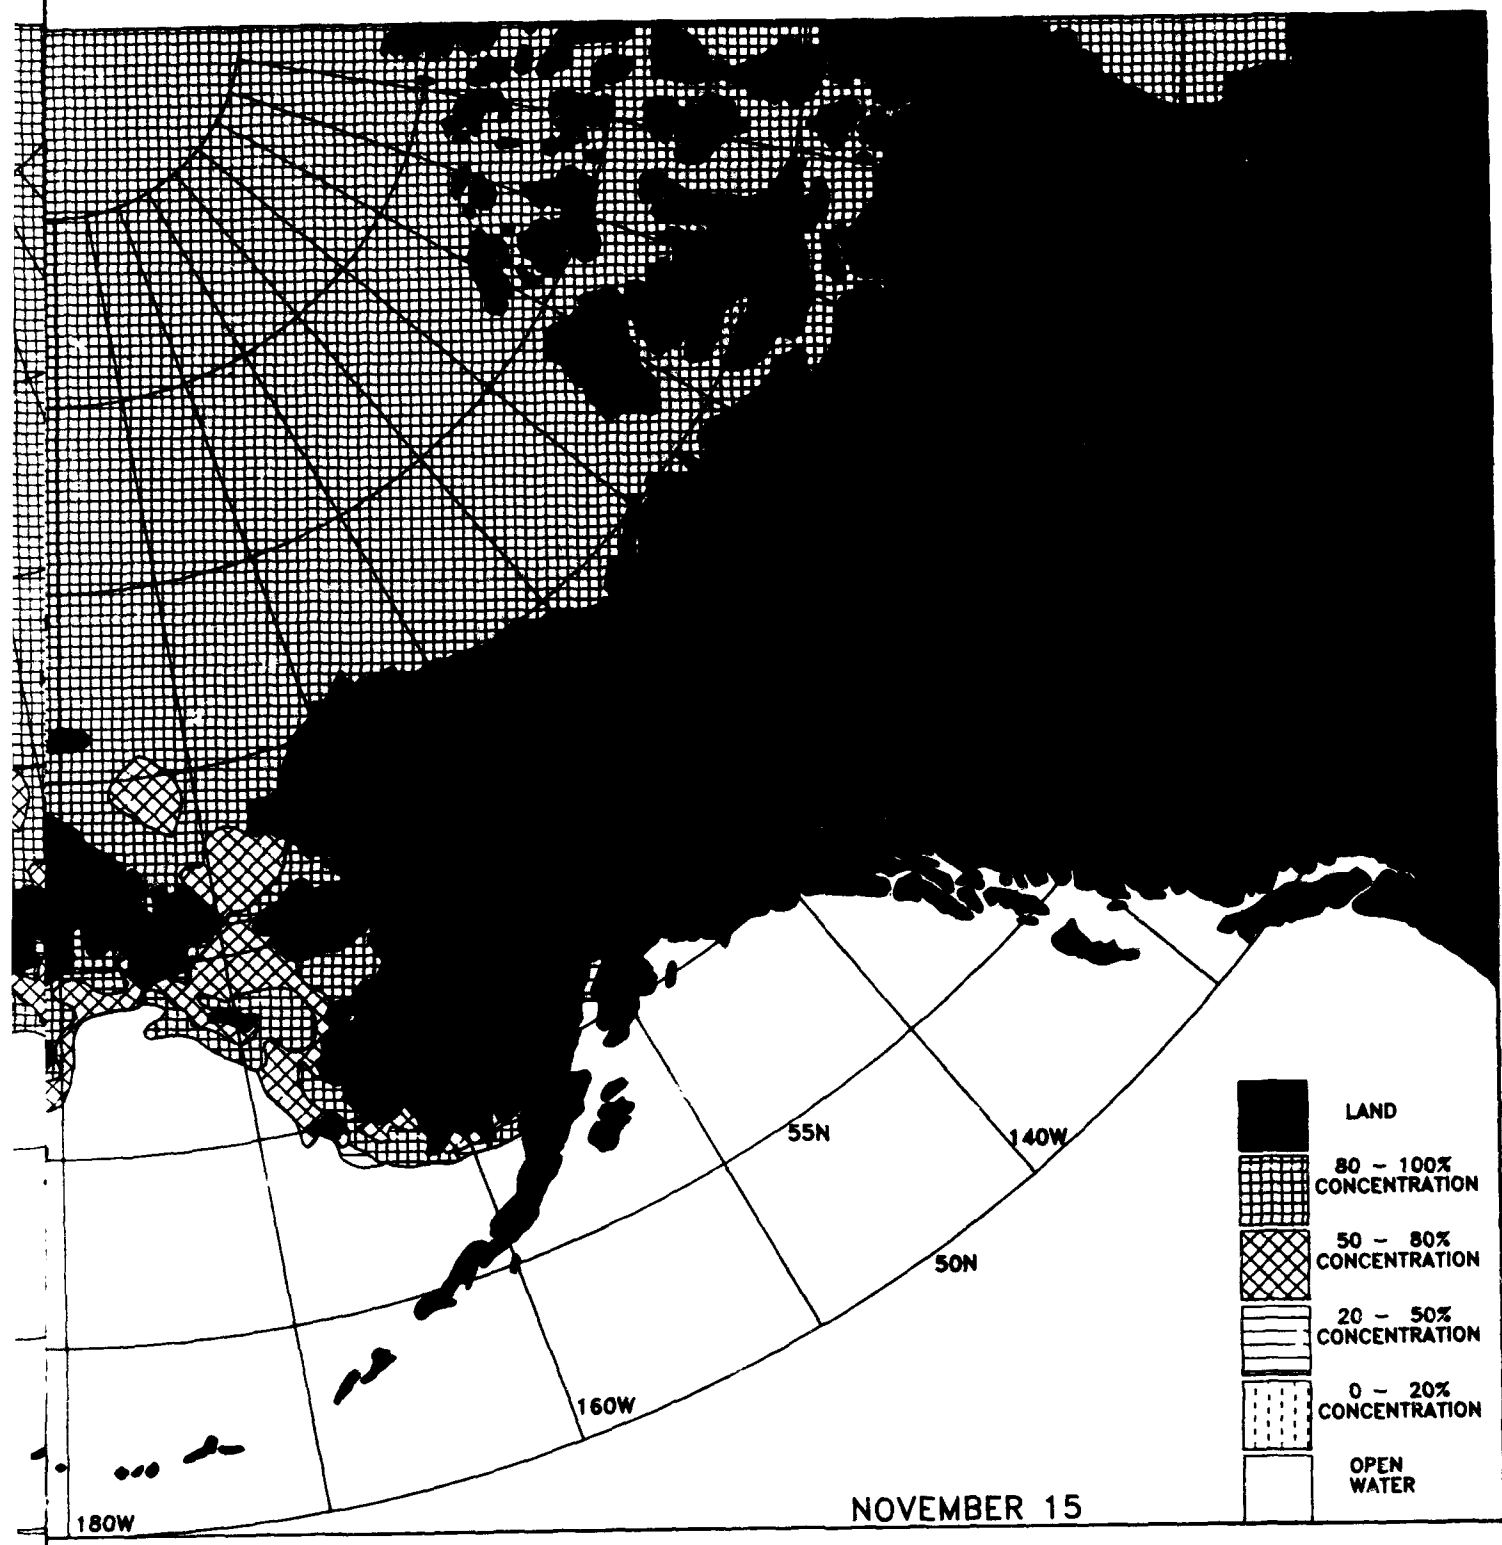 55N
140W
50N
160W
180W
NOVEMBER 15
LAND
80 - 100%
CONCENTRATION
50 - 80%
CONCENTRATION
20 - 50%
CONCENTRATION
0 - 20%
CONCENTRATION
OPEN
WATER